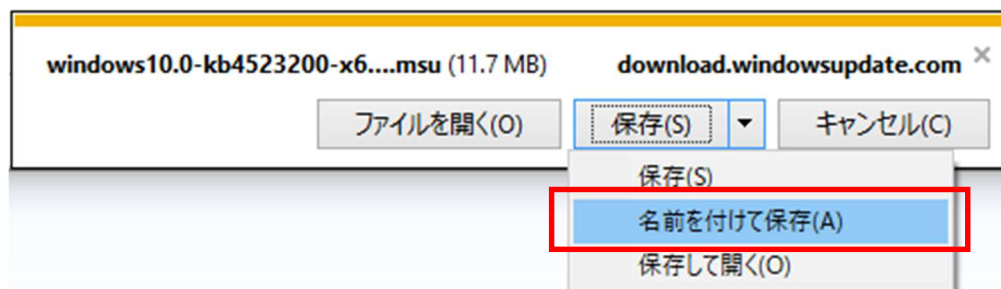 windows10.0-kb4523200-x6....msu (11.7 MB) download.windowsupdate.com ×
ファイルを開く(O) 保存(S) ▼ キャンセル(C)
保存(S)
名前を付けて保存(A)
保存して開く(O)